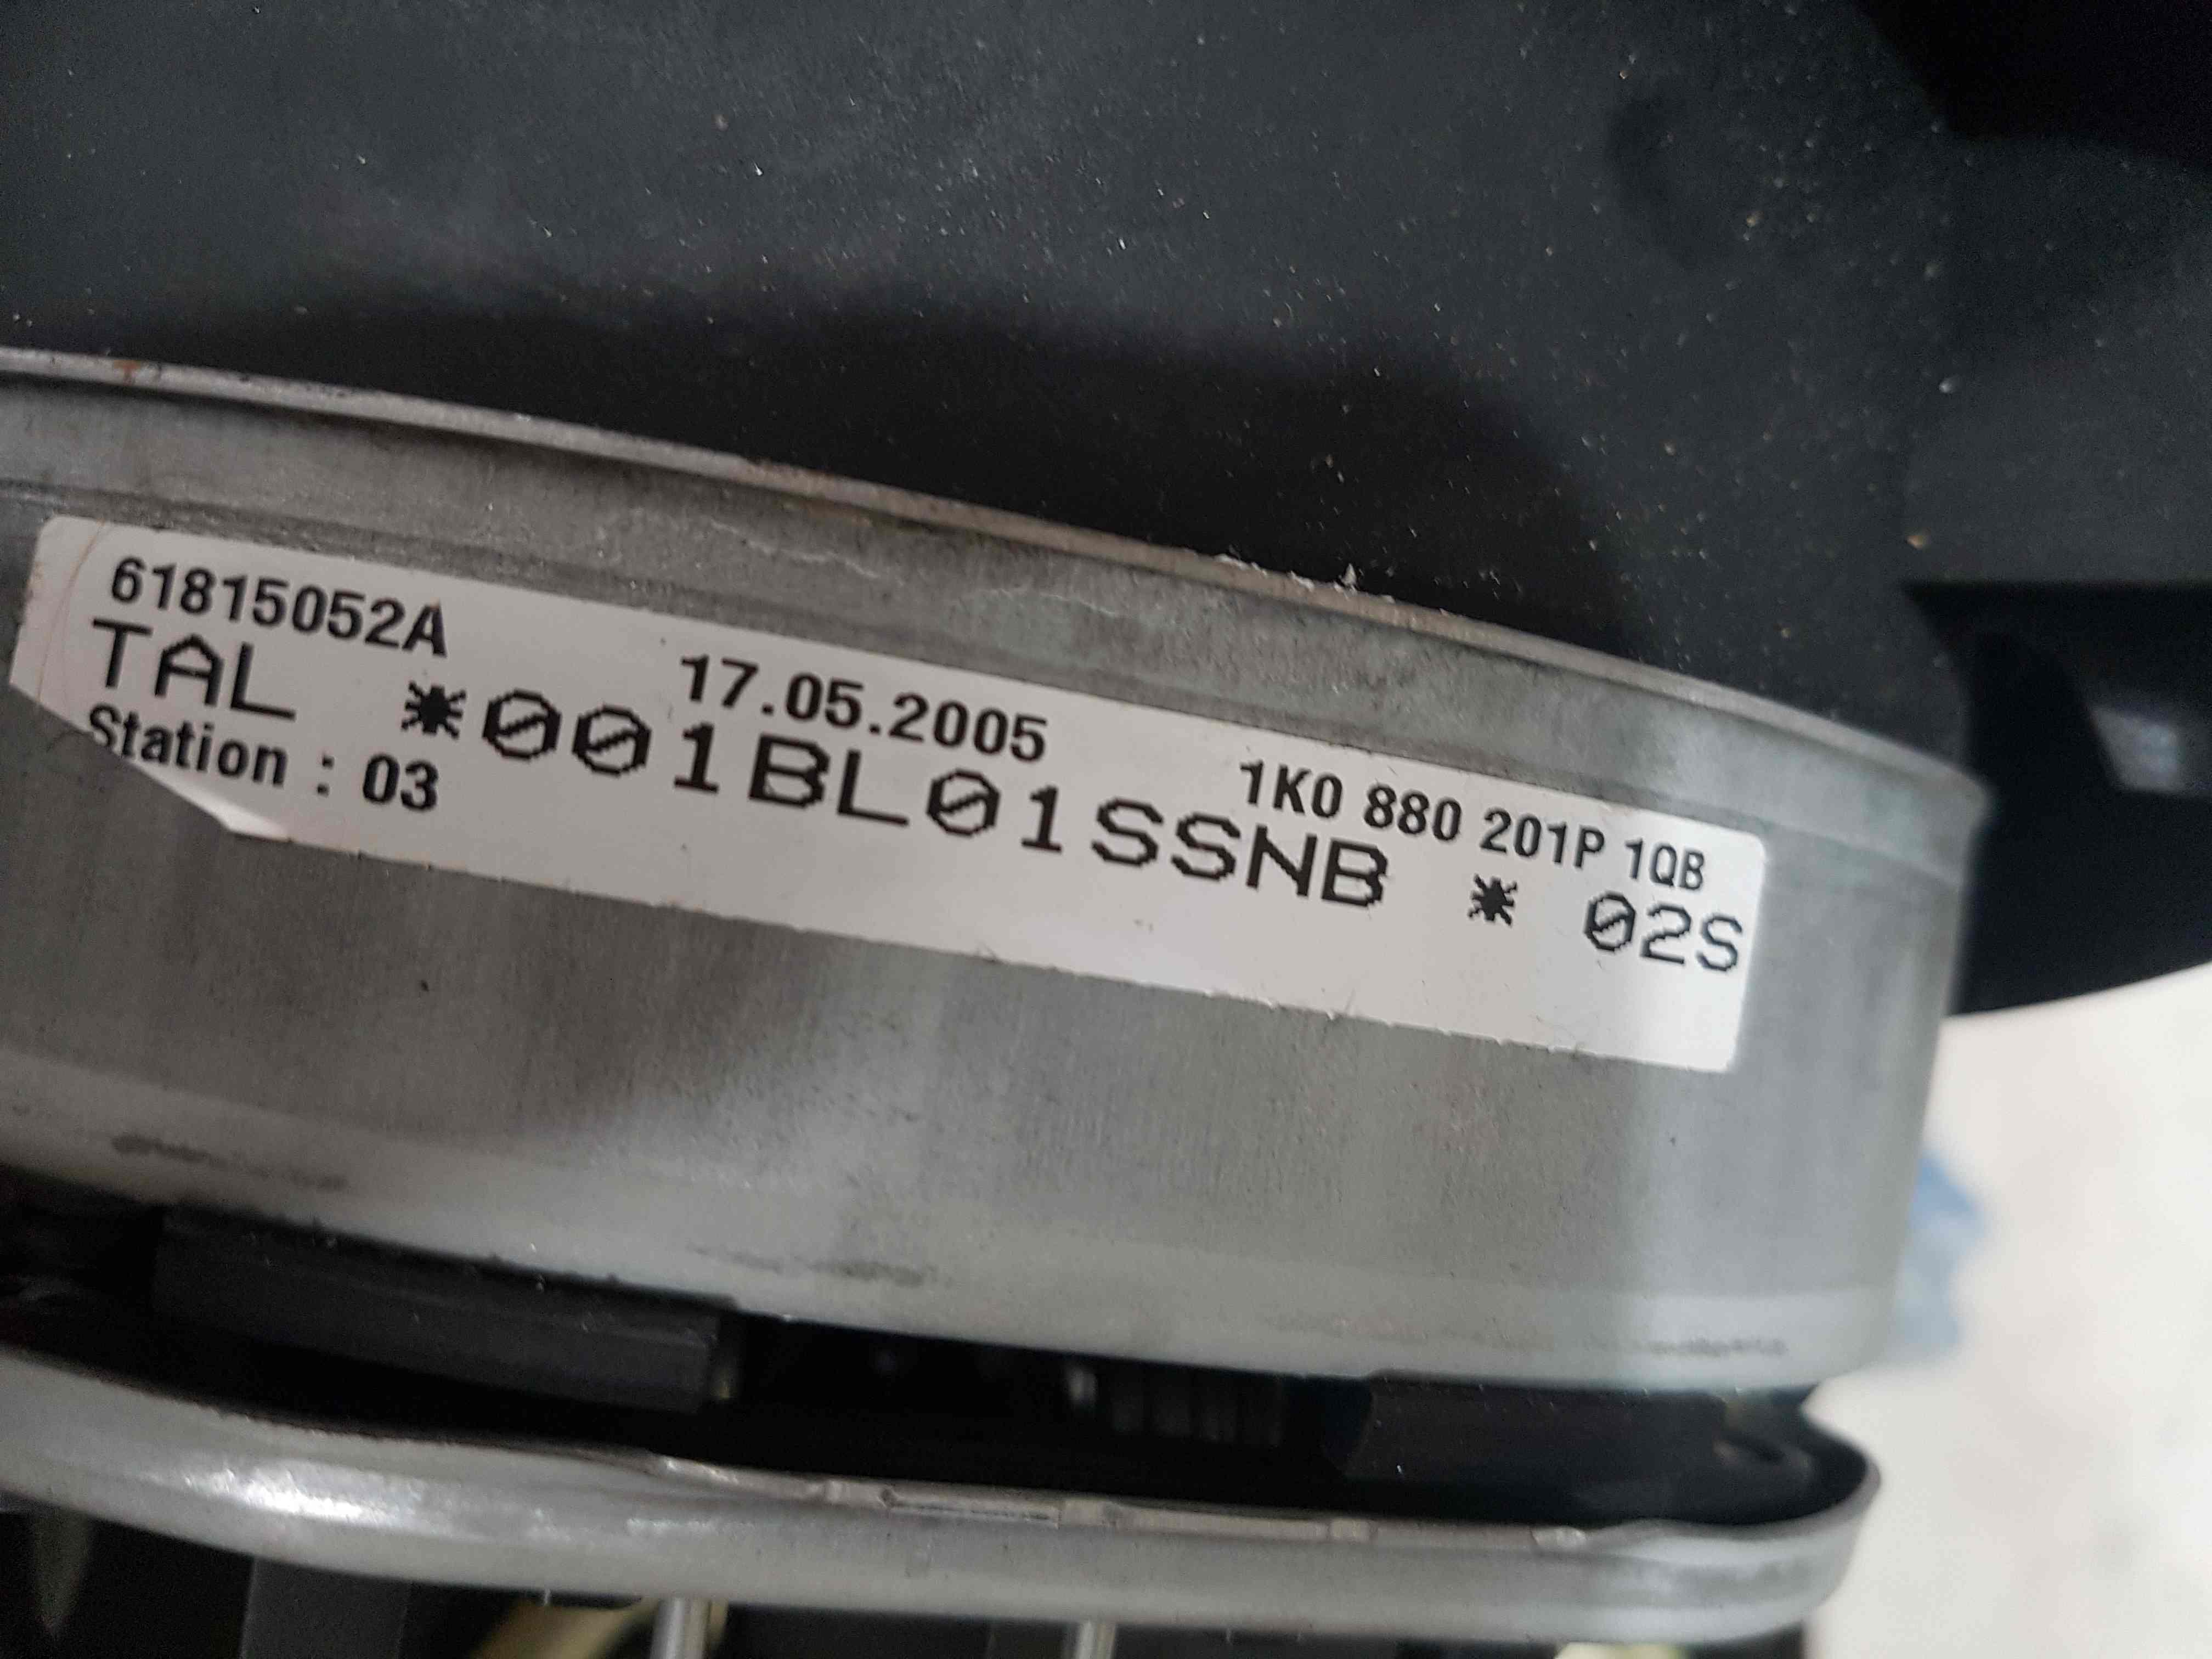 61815052A 17.05.2005 1K0 880 201P 1QB
TAL *001BL01SSNB * 02S
Station : 03